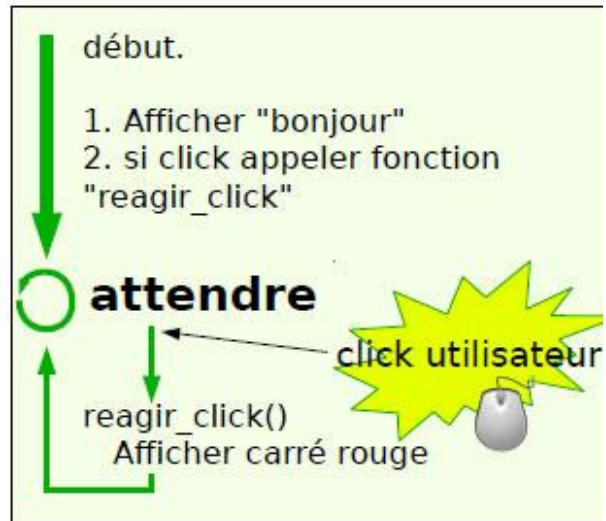 début.
1. Afficher "bonjour"
2. si click appeler fonction
"reagir_click"
attendre
click utilisateur
reagir_click()
Afficher carré rouge